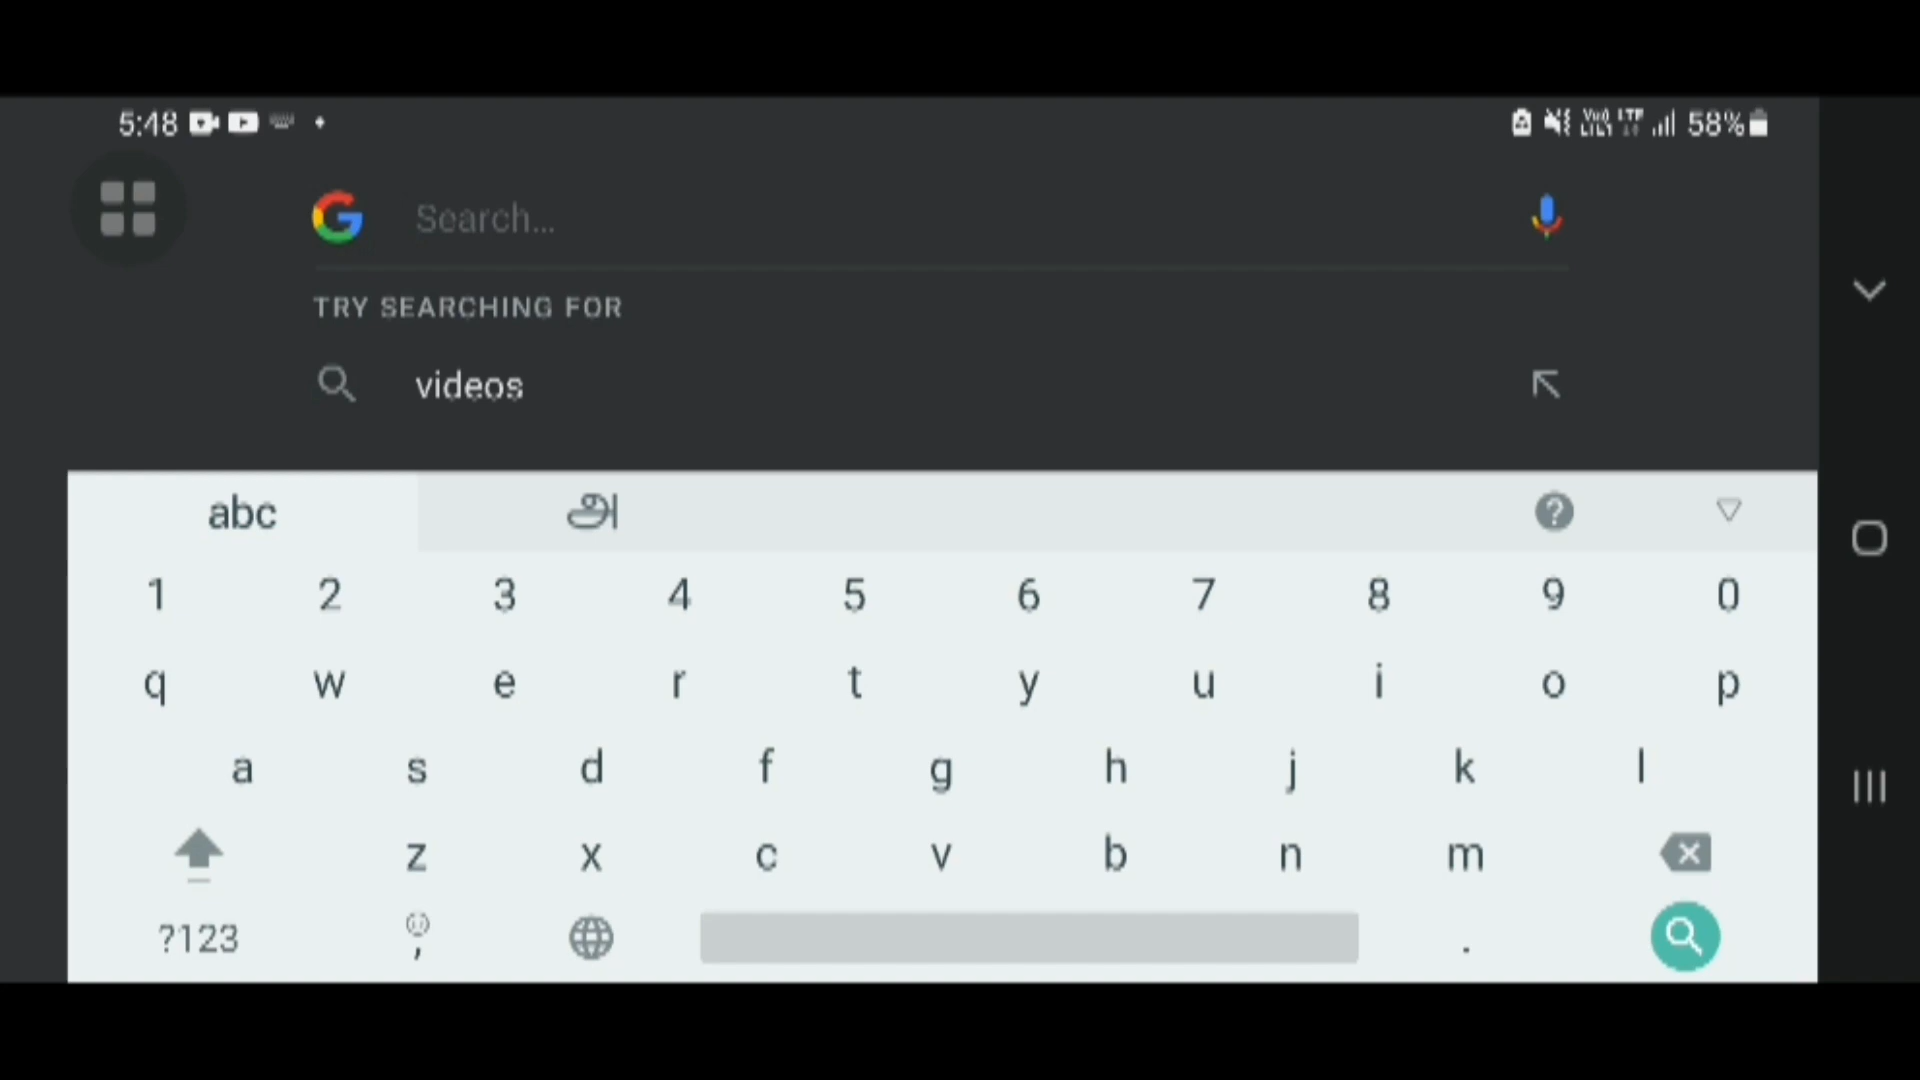 5:48 58%
Search...
TRY SEARCHING FOR
videos
abc அ ?
1 2 3 4 5 6 7 8 9 0
q w e r t y u i o p
a s d f g h j k l
z x c v b n m
?123 , .